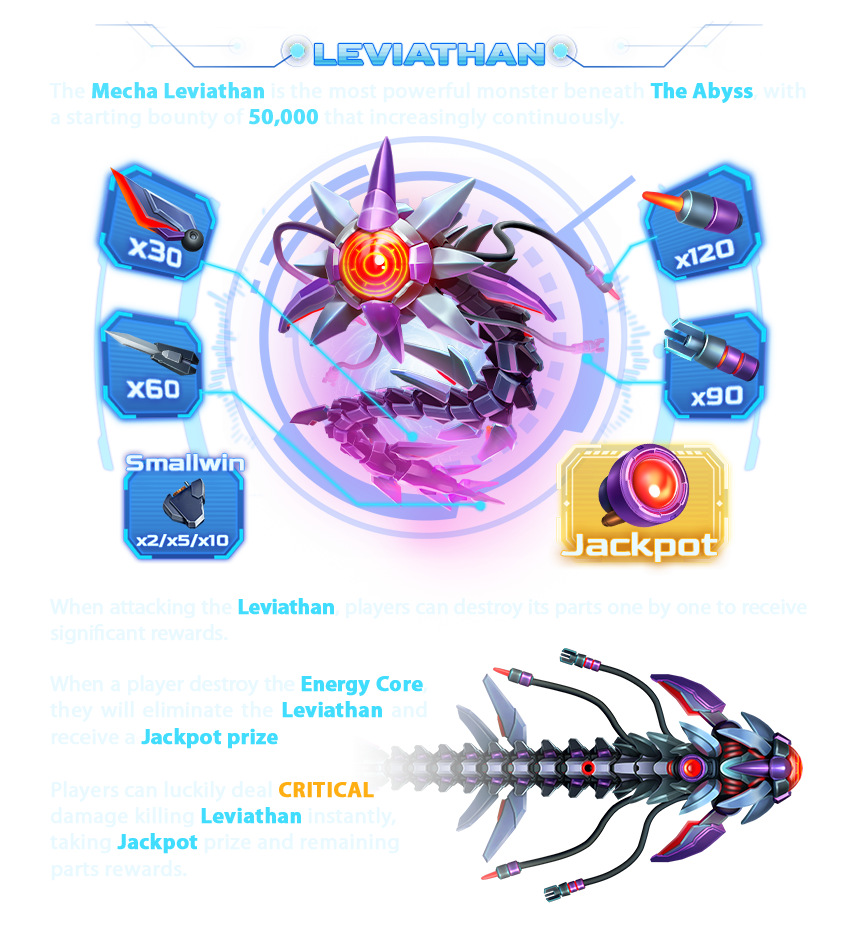 LEVIATHAN
The Mecha Leviathan is the most powerful monster beneath The Abyss, with
a starting bounty of 50,000 that increasingly continuously.
x30
x120
x60
x90
Smallwin
x2/x5/x10
Jackpot
When attacking the Leviathan, players can destroy its parts one by one to receive
significant rewards.
When a player destroy the Energy Core,
they will eliminate the Leviathan and
receive a Jackpot prize.
Players can luckily deal CRITICAL
damage killing Leviathan instantly,
taking Jackpot prize and remaining
parts rewards.